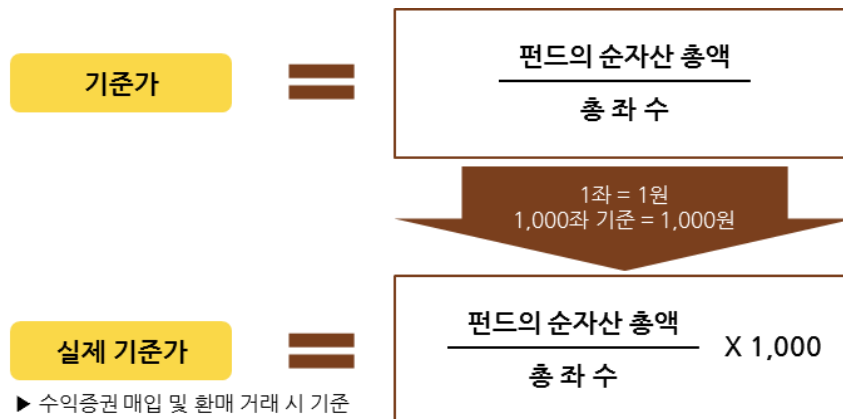 기준가
펀드의 순자산 총액
총 좌 수
1좌 = 1원
1,000좌 기준 = 1,000원
실제 기준가
펀드의 순자산 총액
총 좌 수
X 1,000
▶ 수익증권 매입 및 환매 거래 시 기준